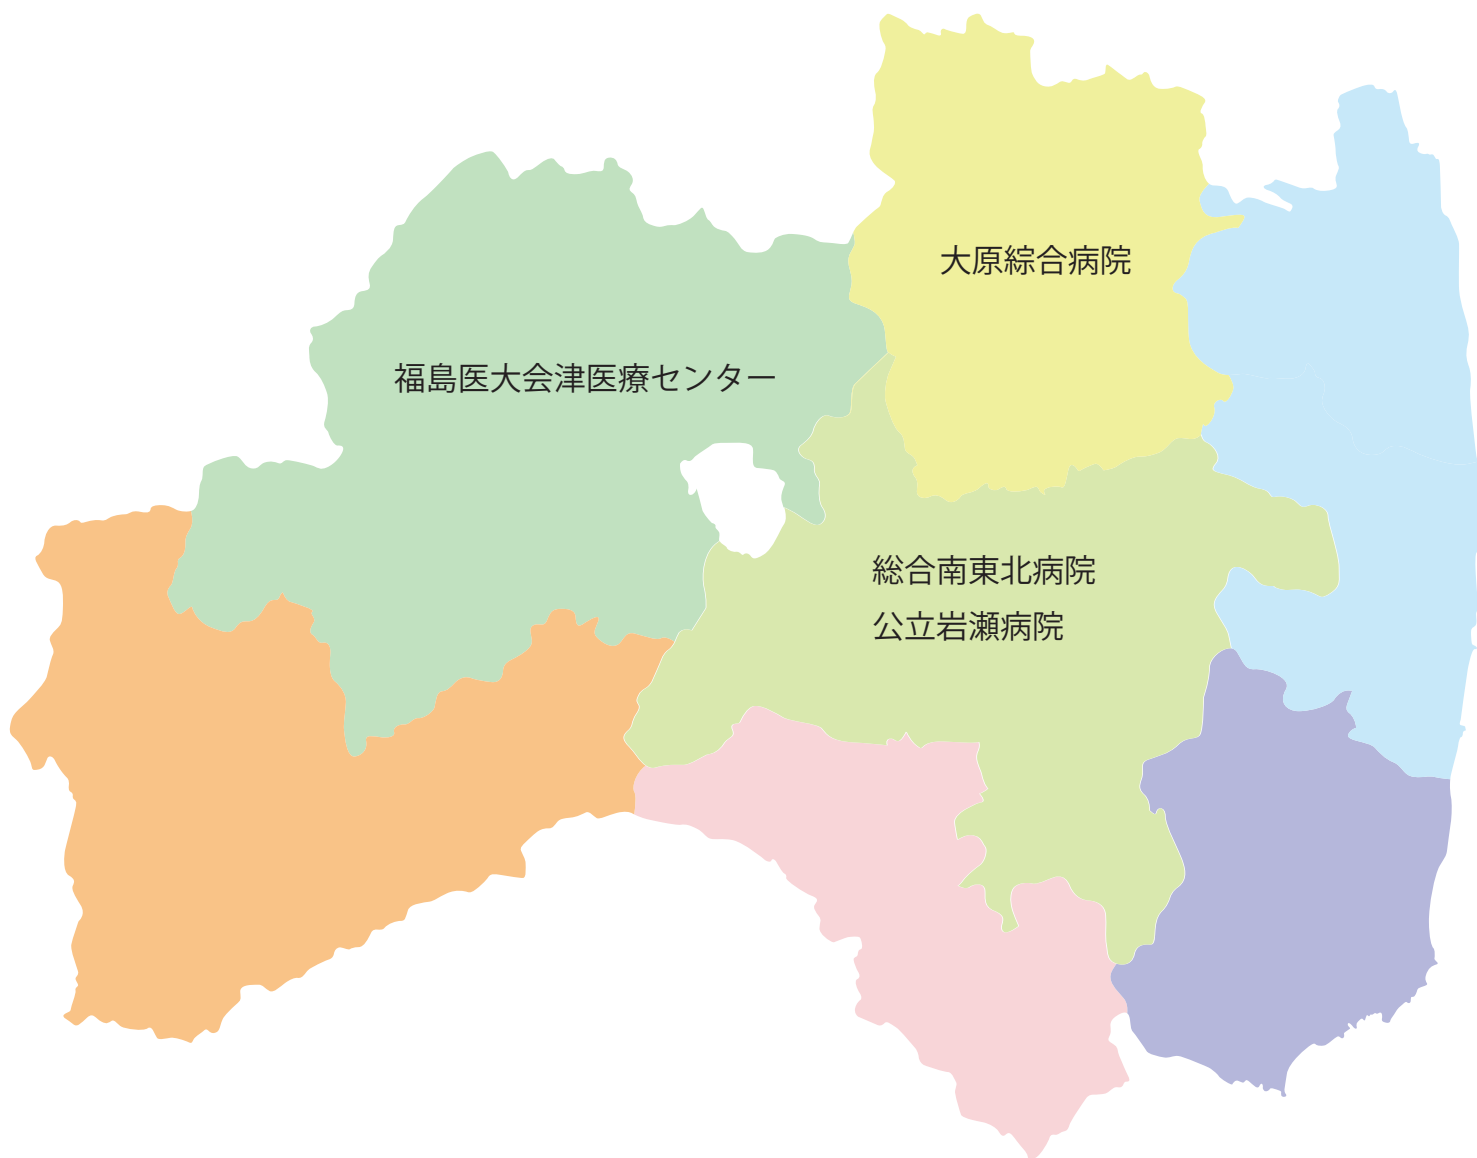 大原綜合病院
福島医大会津医療センター
総合南東北病院
公立岩瀬病院